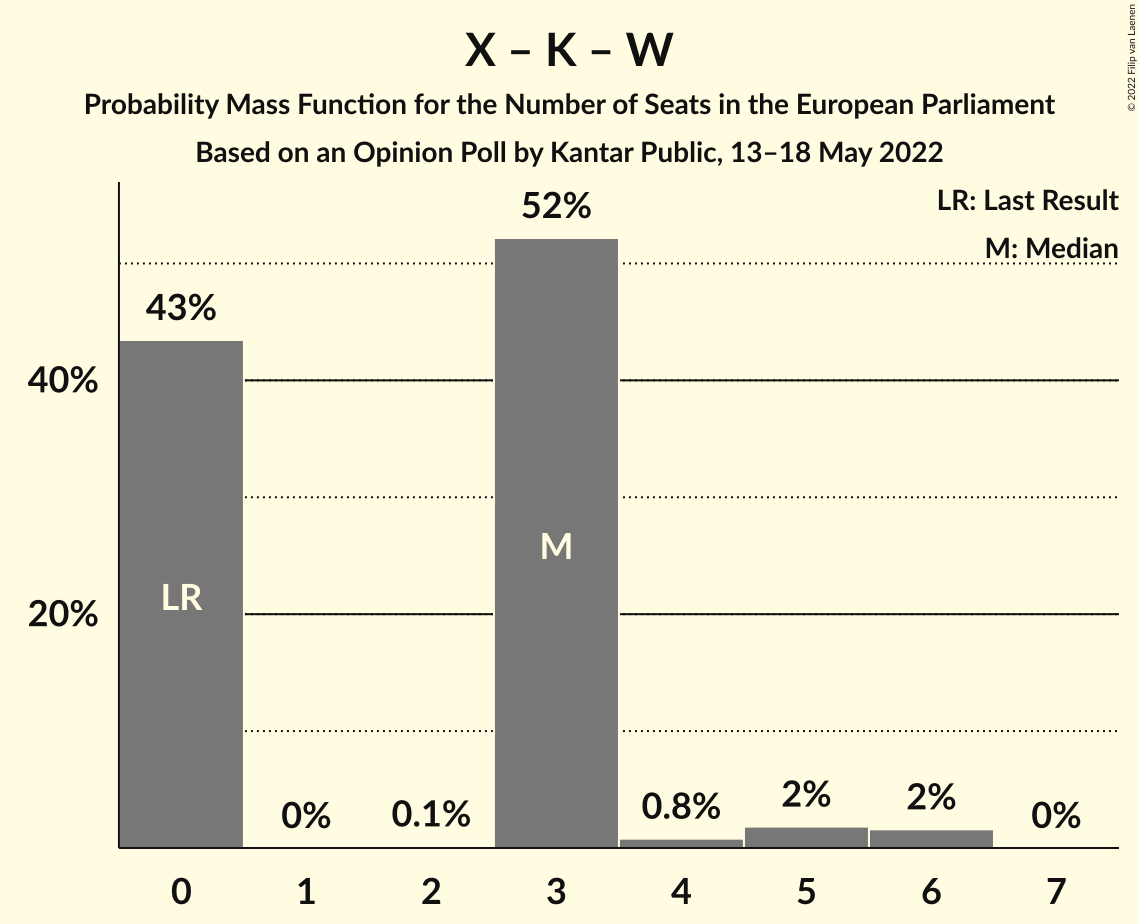 X – K – W
Probability Mass Function for the Number of Seats in the European Parliament
Based on an Opinion Poll by Kantar Public, 13–18 May 2022
© 2022 Filip van Laenen
LR: Last Result
M: Median
52%
43%
40%
M
LR
20%
0%
0.1%
0.8%
2%
2%
0%
0
1
2
3
4
5
6
7